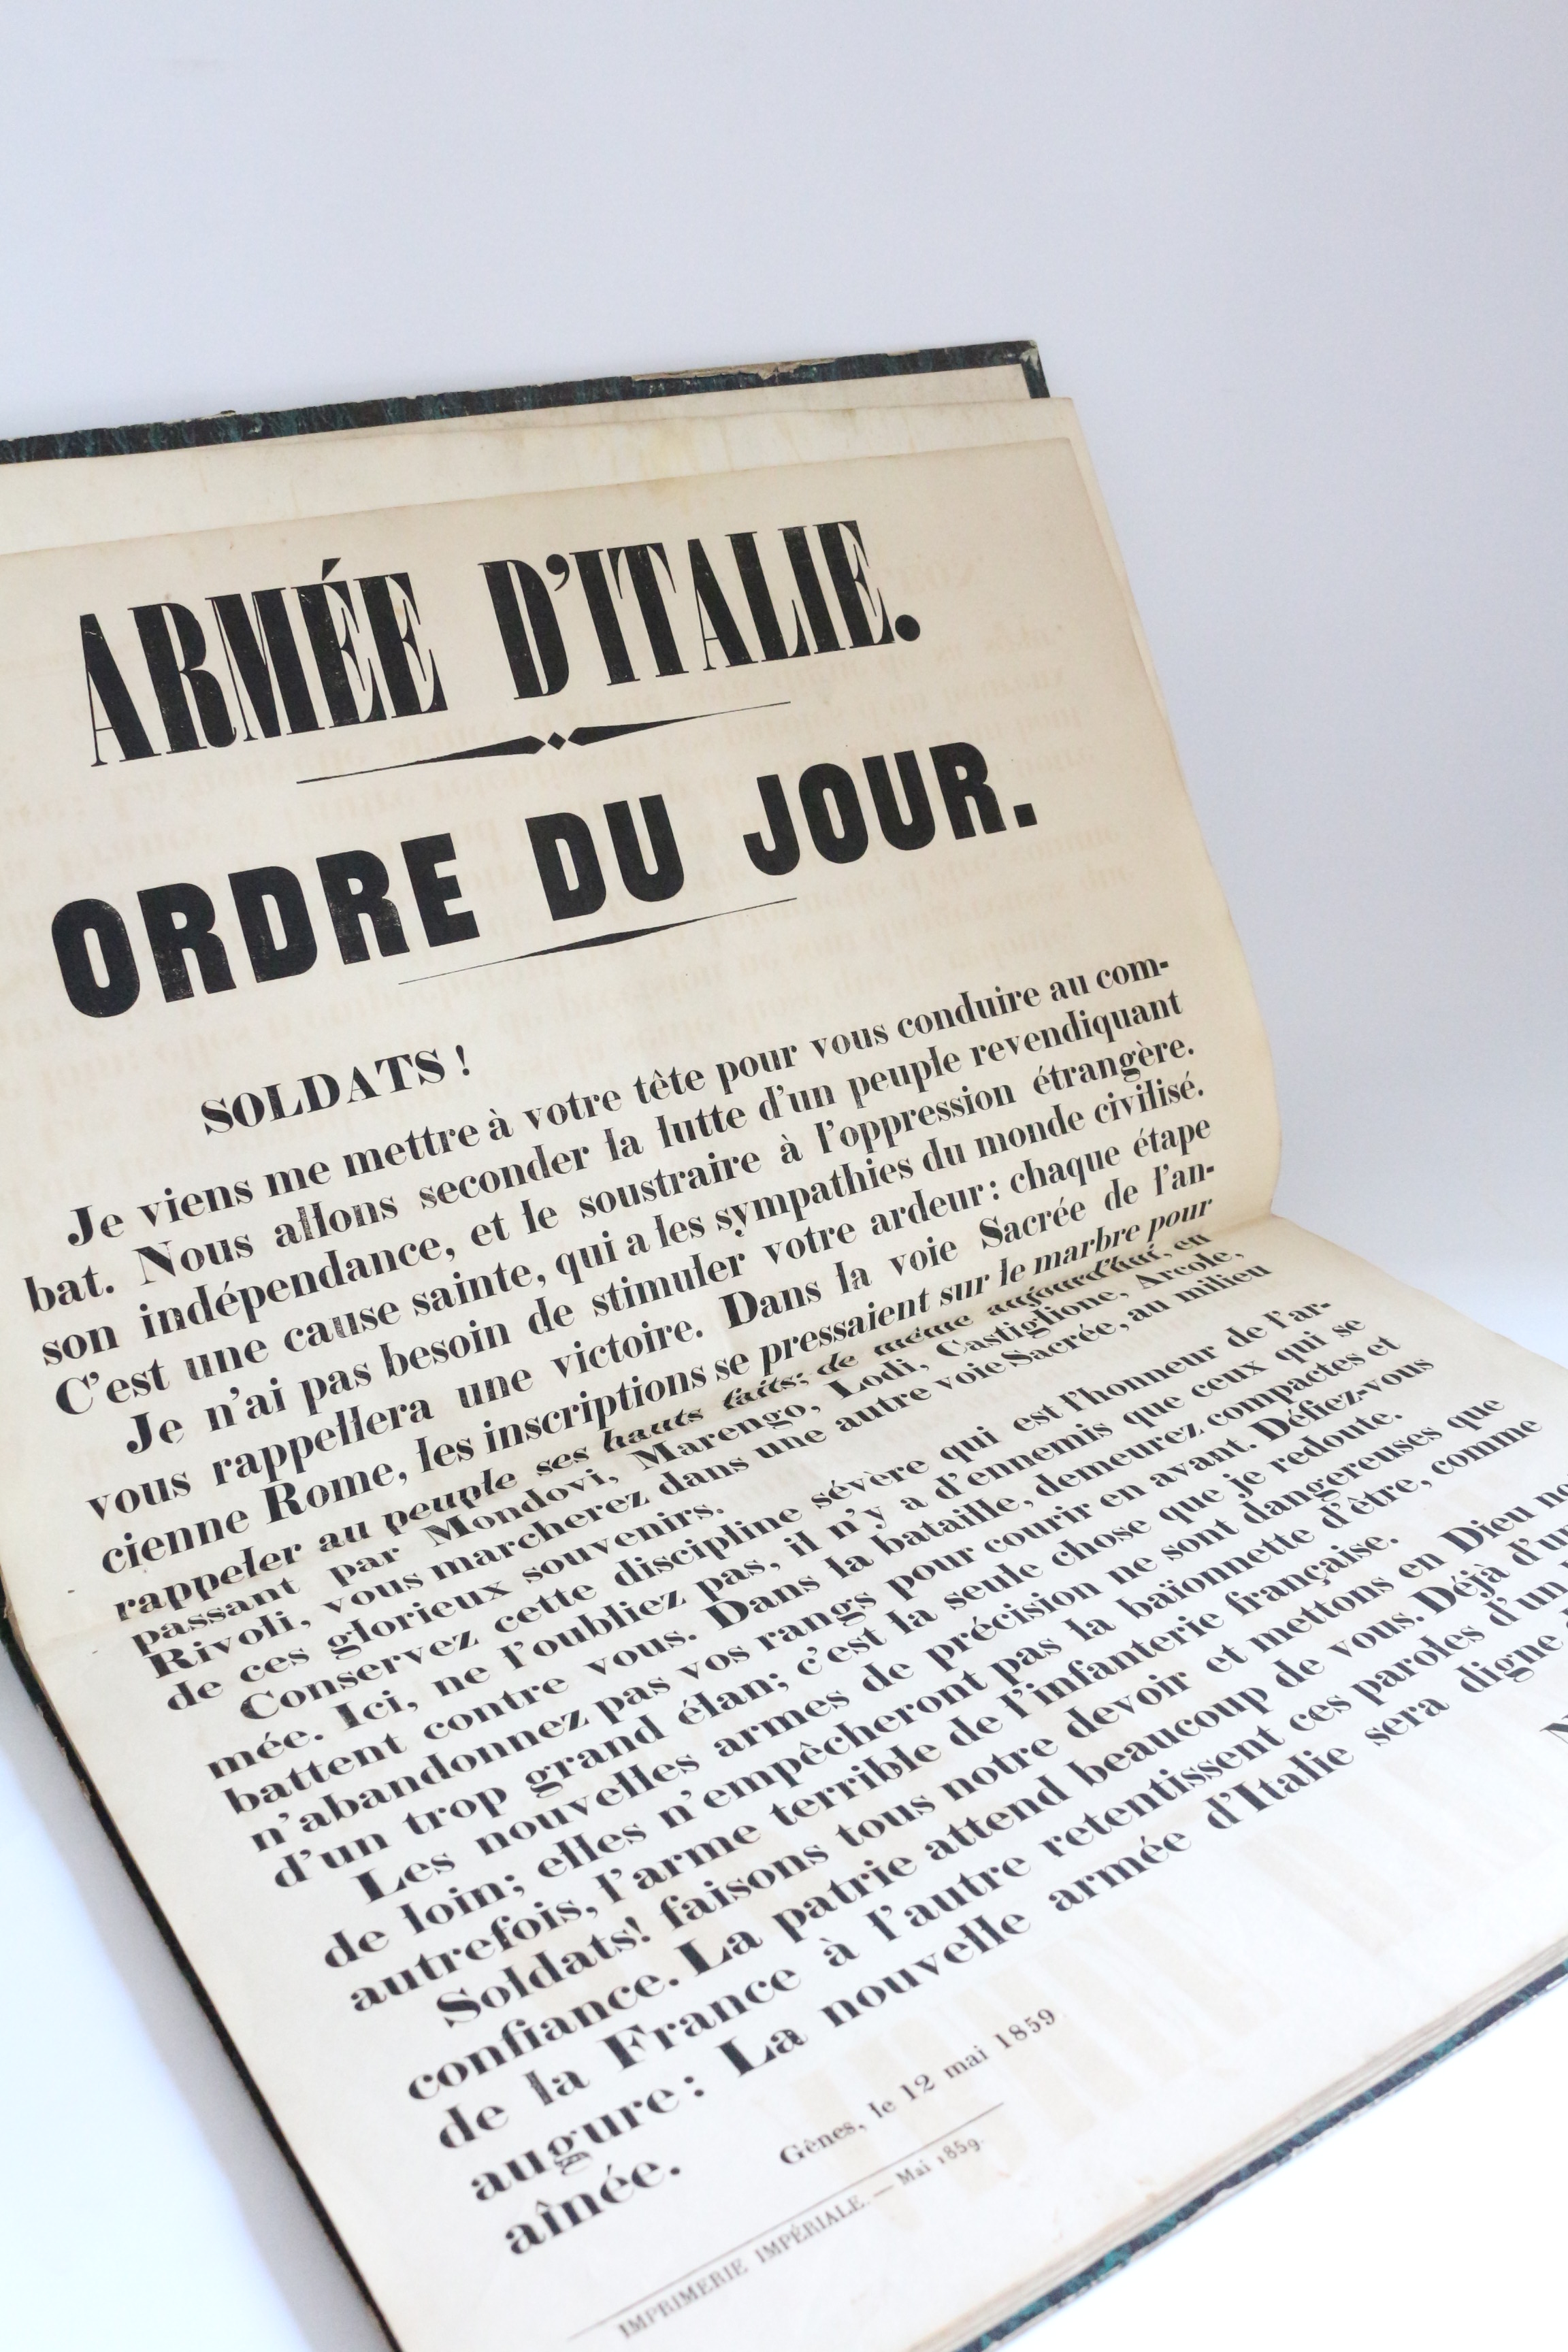 ARMÉE D'ITALIE.
ORDRE DU JOUR.
SOLDATS !
Je viens me mettre à votre tête pour vous conduire au com-
bat. Nous allons seconder la lutte d'un peuple revendiquant
son indépendance, et le soustraire à l'oppression étrangère.
C'est une cause sainte, qui a les sympathies du monde civilisé.
Je n'ai pas besoin de stimuler votre ardeur : chaque étape
vous rappellera une victoire. Dans la voie Sacrée de l'an-
cienne Rome, les inscriptions se pressaient sur le marbre pour
rappeler au peuple ses hauts faits; de même aujourd'hui, en
passant par Mondovi, Marengo, Lodi, Castiglione, Arcole,
Rivoli, vous marcherez dans une autre voie Sacrée, au milieu
de ces glorieux souvenirs.
Conservez cette discipline sévère qui est l'honneur de l'ar-
mée. Ici, ne l'oubliez pas, il n'y a d'ennemis que ceux qui se
battent contre vous. Dans la bataille, demeurez compactes et
n'abandonnez pas vos rangs pour courir en avant. Défiez-vous
d'un trop grand élan; c'est la seule chose que je redoute.
Les nouvelles armes de précision ne sont dangereuses que
de loin; elles n'empêcheront pas la baïonnette d'être, comme
autrefois, l'arme terrible de l'infanterie française.
Soldats! faisons tous notre devoir et mettons en Dieu
confiance. La patrie attend beaucoup de vous. Déjà
de la France à l'autre retentissent ces paroles d'un
augure : La nouvelle armée d'Italie sera digne
aînée.
Gênes, le 12 mai 1859
IMPRIMERIE IMPÉRIALE. — Mai 1859.